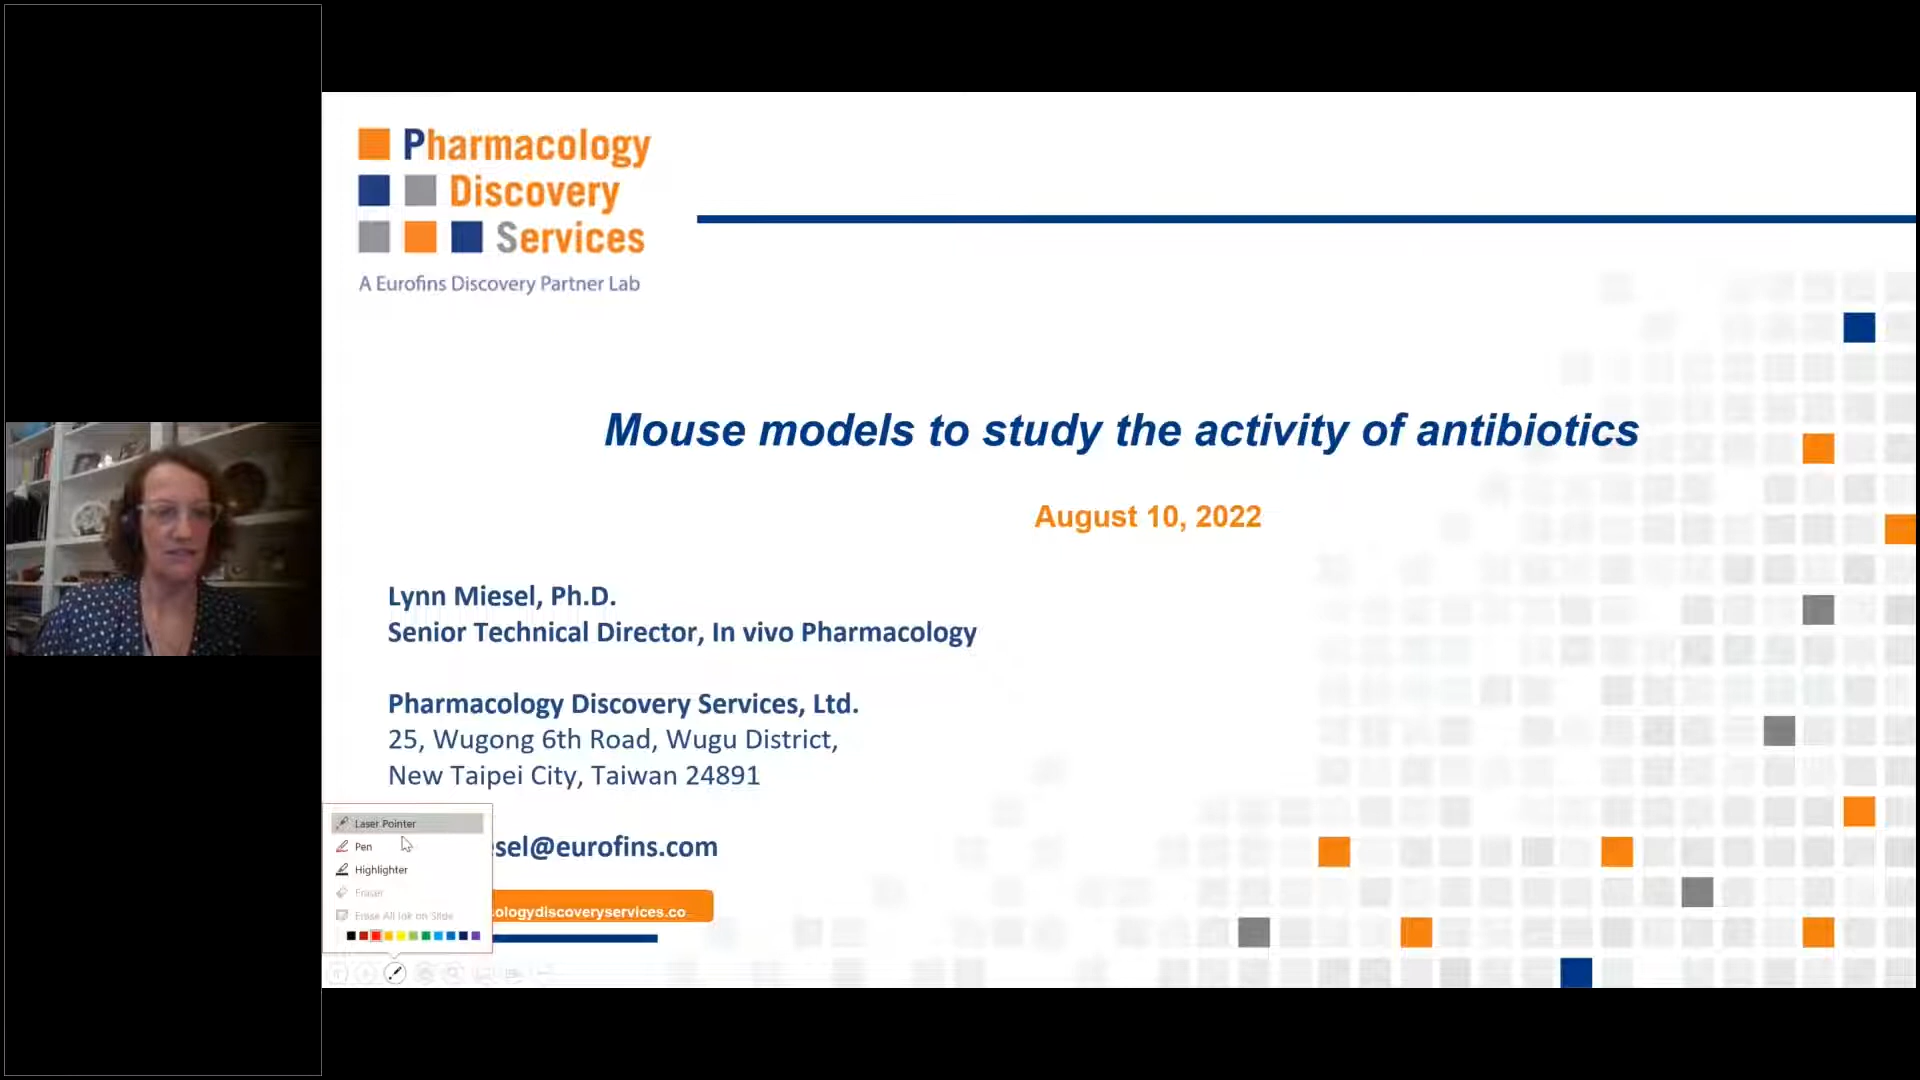 Pharmacology
Discovery
Services
A Eurofins Discovery Partner Lab
Mouse models to study the activity of antibiotics
August 10, 2022
Lynn Miesel, Ph.D.
Senior Technical Director, In vivo Pharmacology
Pharmacology Discovery Services, Ltd.
25, Wugong 6th Road, Wugu District,
New Taipei City, Taiwan 24891
esel@eurofins.com
ologydiscoveryservices.co
Laser Pointer
Pen
Highlighter
Eraser
Erase All Ink on Slide